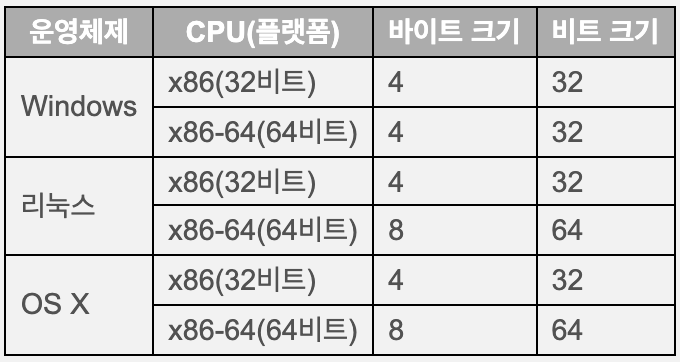 운영체제 CPU(플랫폼) 바이트 크기 비트 크기
Windows x86(32비트) 4 32
x86-64(64비트) 4 32
리눅스 x86(32비트) 4 32
x86-64(64비트) 8 64
OS X x86(32비트) 4 32
x86-64(64비트) 8 64